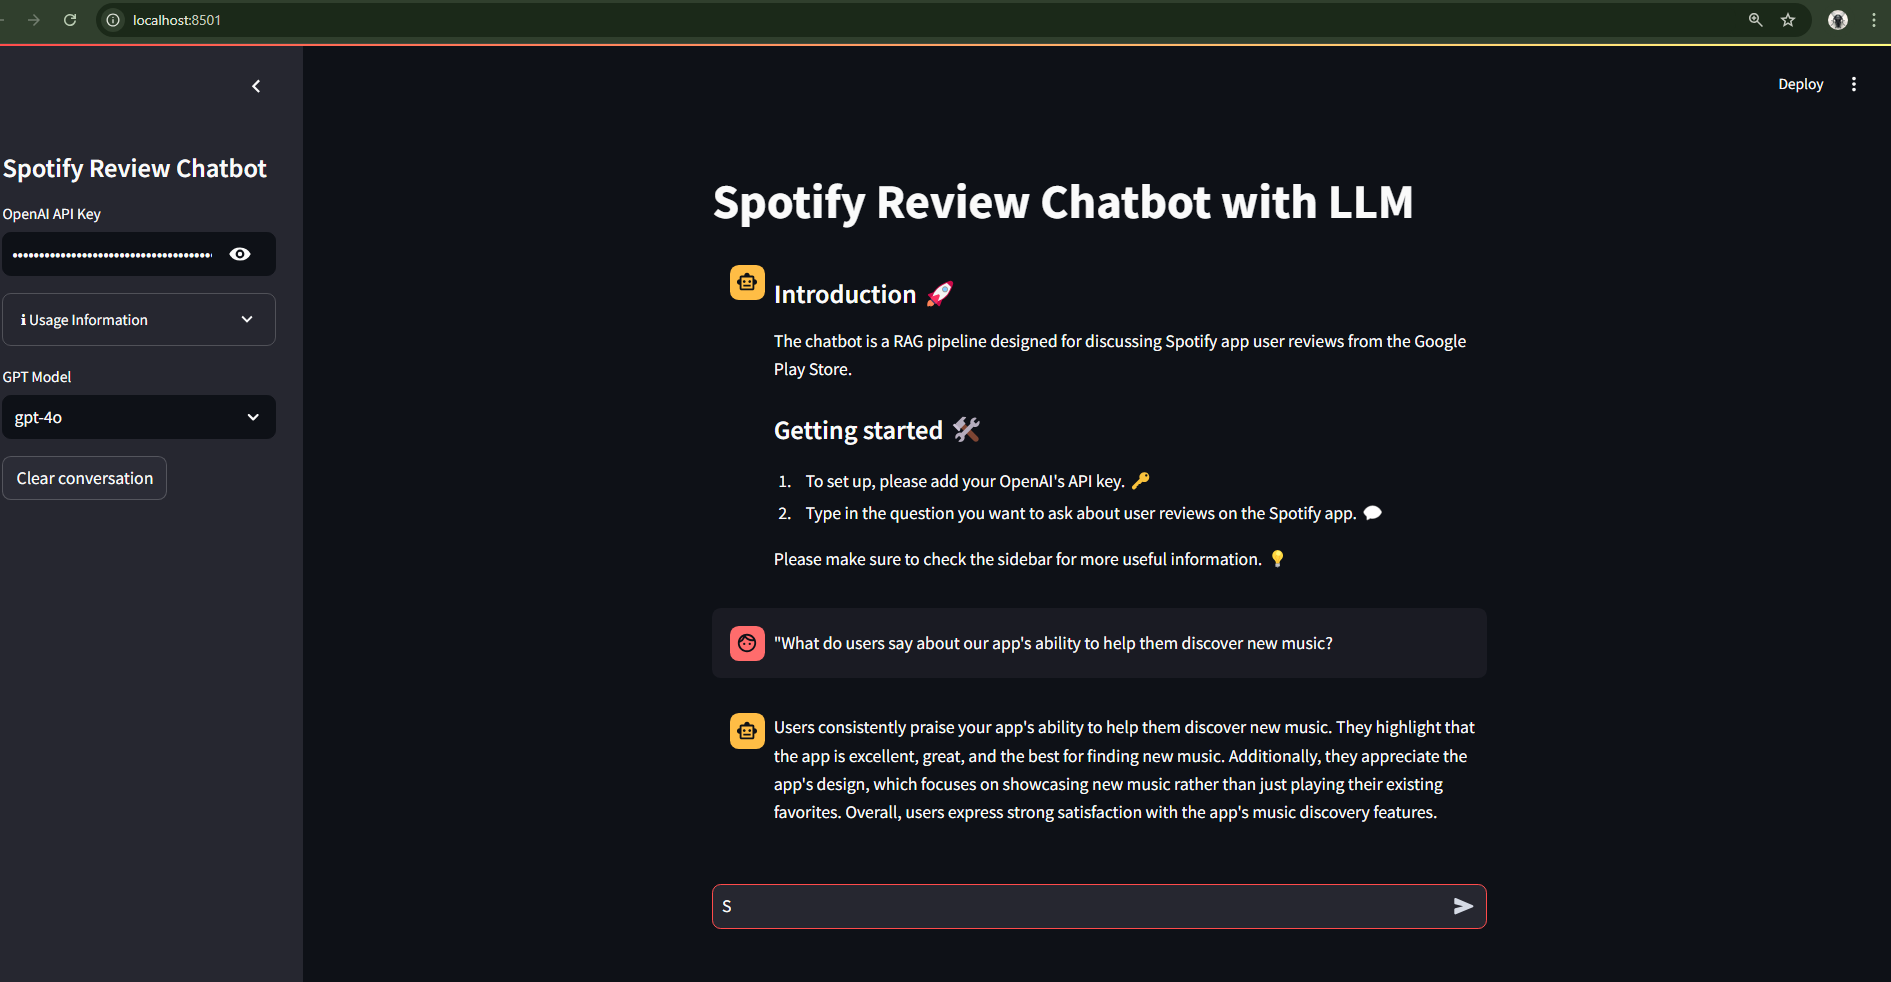 localhost:8501
Deploy
Spotify Review Chatbot
OpenAI API Key
••••••••••••••••••••••••••••••••••••••
ℹ Usage Information
GPT Model
gpt-4o
Clear conversation
Spotify Review Chatbot with LLM
Introduction 🚀
The chatbot is a RAG pipeline designed for discussing Spotify app user reviews from the Google
Play Store.
Getting started 🛠️
1. To set up, please add your OpenAI's API key. 🔑
2. Type in the question you want to ask about user reviews on the Spotify app. 💬
Please make sure to check the sidebar for more useful information. 💡
"What do users say about our app's ability to help them discover new music?
Users consistently praise your app's ability to help them discover new music. They highlight that
the app is excellent, great, and the best for finding new music. Additionally, they appreciate the
app's design, which focuses on showcasing new music rather than just playing their existing
favorites. Overall, users express strong satisfaction with the app's music discovery features.
S